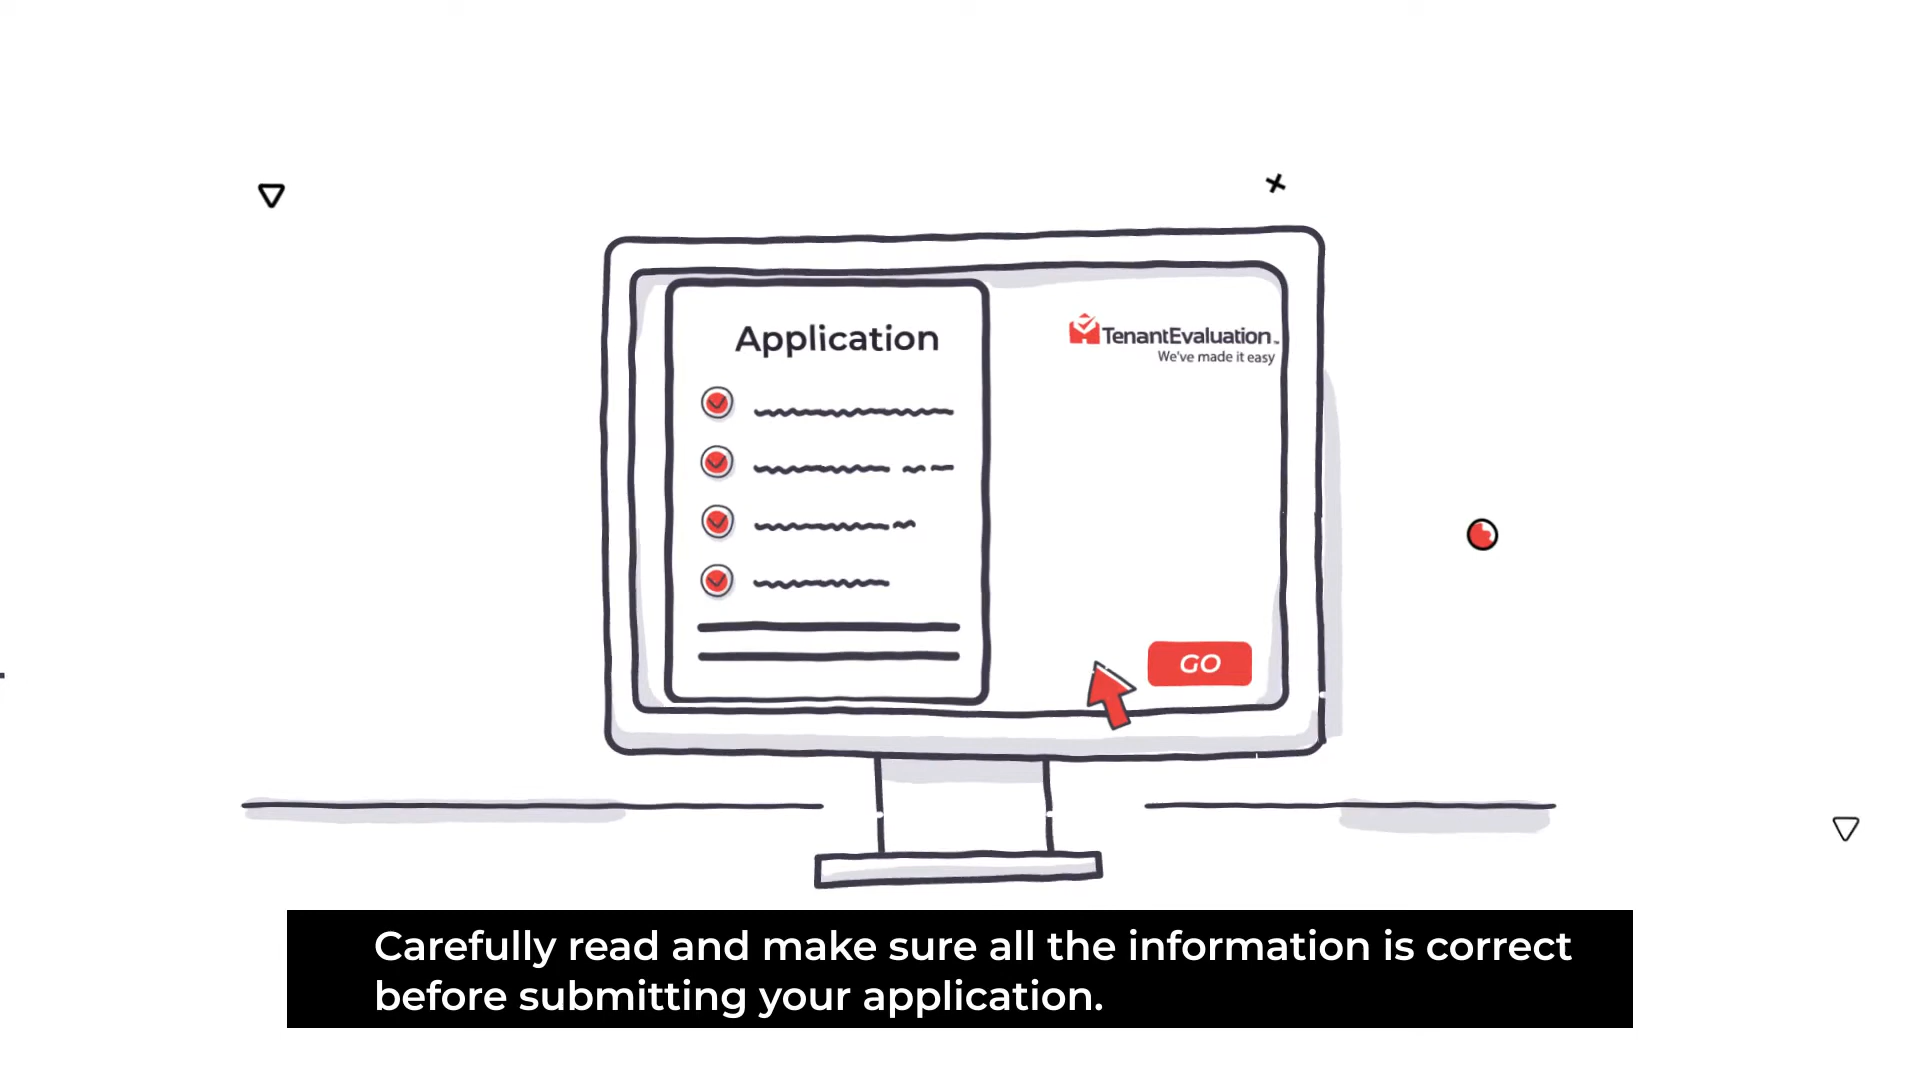 Application
TenantEvaluation
We've made it easy
GO
Carefully read and make sure all the information is correct
before submitting your application.